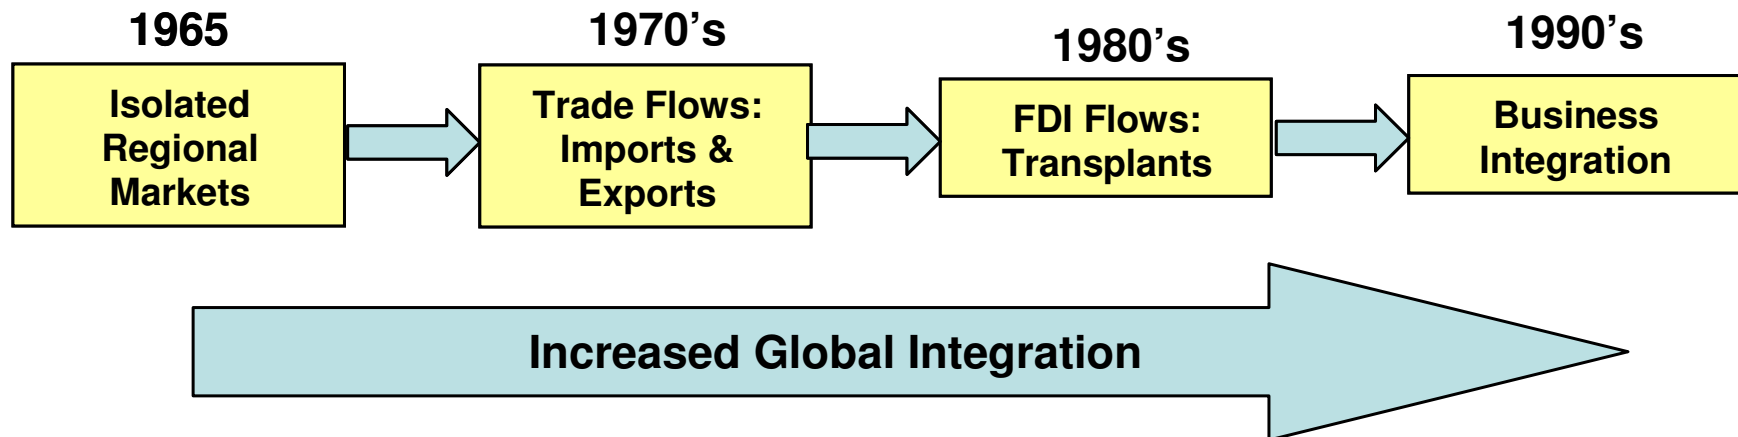 1965
Isolated
Regional
Markets
1970’s
Trade Flows:
Imports &
Exports
1980’s
FDI Flows:
Transplants
1990’s
Business
Integration
Increased Global Integration